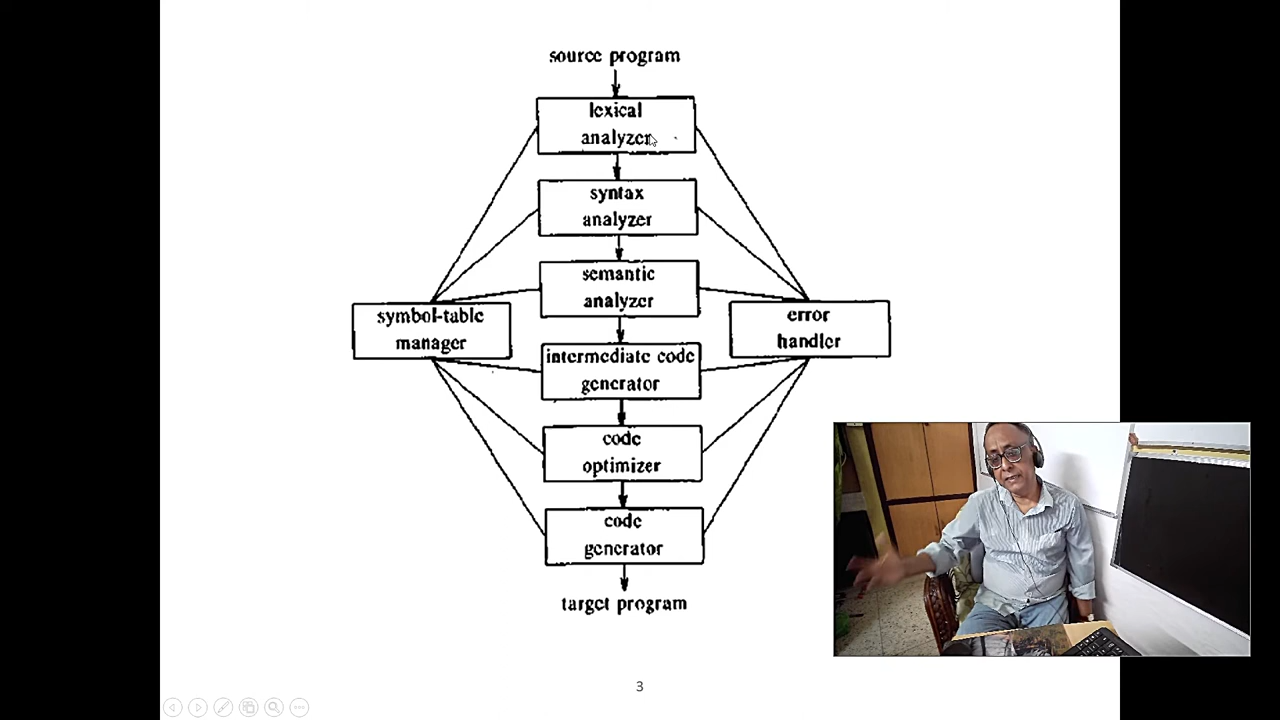 source program
lexical
analyzer
syntax
analyzer
semantic
analyzer
symbol-table
manager
error
handler
intermediate code
generator
code
optimizer
code
generator
target program
3